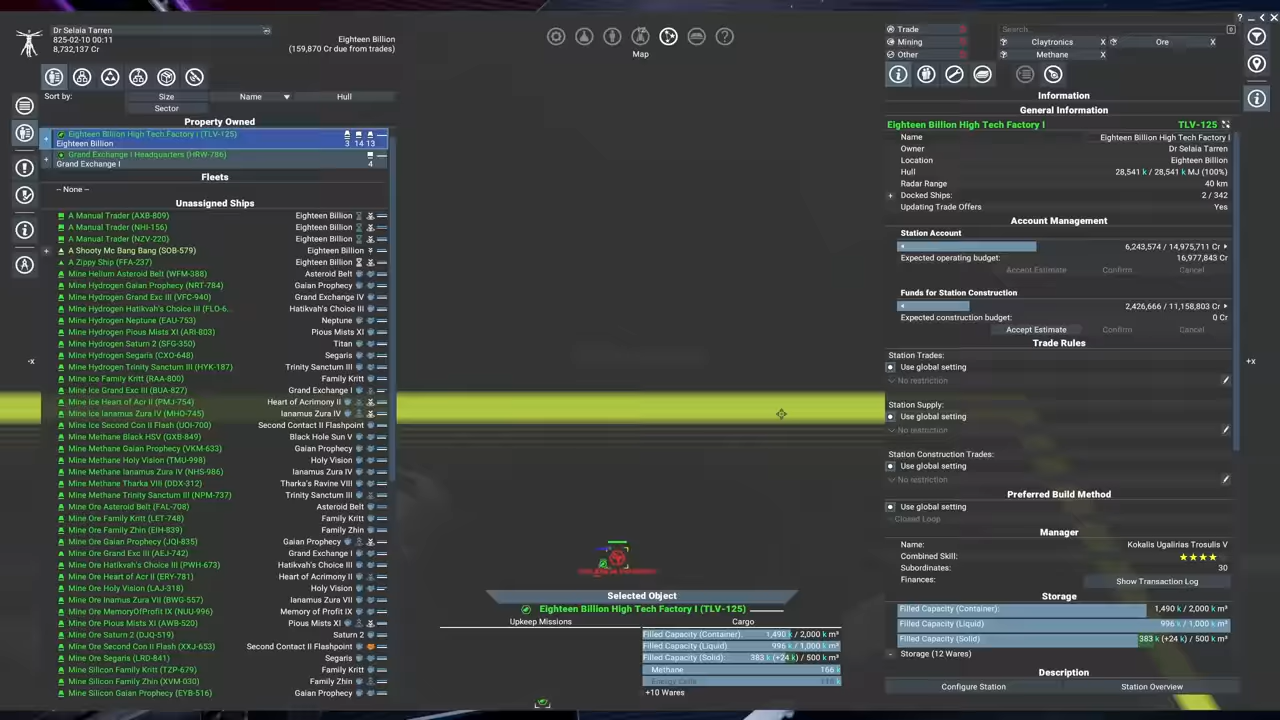 Dr Selaia Tarren
825-02-10 00:11
8,732,137 Cr
Eighteen Billion
(159,870 Cr due from trades)
Map
Sort by:
Size
Name
Hull
Sector
Property Owned
Eighteen Billion High Tech Factory I (TLV-125)
Eighteen Billion 3 14 13
Grand Exchange I Headquarters (HRW-786)
Grand Exchange I 4
Fleets
-- None --
Unassigned Ships
A Manual Trader (AXB-809) Eighteen Billion
A Manual Trader (NHI-156) Eighteen Billion
A Manual Trader (NZV-220) Eighteen Billion
A Shooty Mc Bang Bang (SOB-579) Eighteen Billion
A Zippy Ship (FFA-237) Eighteen Billion
Mine Helium Asteroid Belt (WFM-388) Asteroid Belt
Mine Hydrogen Gaian Prophecy (NRT-784) Gaian Prophecy
Mine Hydrogen Grand Exc III (VFC-940) Grand Exchange IV
Mine Hydrogen Hatikvah's Choice III (FLO-6... Hatikvah's Choice III
Mine Hydrogen Neptune (EAU-753) Neptune
Mine Hydrogen Pious Mists XI (ARI-803) Pious Mists XI
Mine Hydrogen Saturn 2 (SFG-350) Titan
Mine Hydrogen Segaris (CXO-648) Segaris
Mine Hydrogen Trinity Sanctum III (HYK-187) Trinity Sanctum III
Mine Ice Family Kritt (RAA-800) Family Kritt
Mine Ice Grand Exc III (BUA-827) Grand Exchange I
Mine Ice Heart of Acr II (PMJ-754) Heart of Acrimony II
Mine Ice Ianamus Zura IV (MHO-745) Ianamus Zura IV
Mine Ice Second Con II Flash (UOI-700) Second Contact II Flashpoint
Mine Methane Black HSV (GXB-849) Black Hole Sun V
Mine Methane Gaian Prophecy (VKM-633) Gaian Prophecy
Mine Methane Holy Vision (TMU-998) Holy Vision
Mine Methane Ianamus Zura IV (NHS-986) Ianamus Zura IV
Mine Methane Tharka VIII (DDX-312) Tharka's Ravine VIII
Mine Methane Trinity Sanctum III (NPM-737) Trinity Sanctum III
Mine Ore Asteroid Belt (FAL-708) Asteroid Belt
Mine Ore Family Kritt (LET-748) Family Kritt
Mine Ore Family Zhin (EIH-839) Family Zhin
Mine Ore Gaian Prophecy (JQI-835) Gaian Prophecy
Mine Ore Grand Exc III (AEJ-742) Grand Exchange I
Mine Ore Hatikvah's Choice III (PWH-673) Hatikvah's Choice III
Mine Ore Heart of Acr II (ERY-781) Heart of Acrimony II
Mine Ore Holy Vision (LAJ-318) Holy Vision
Mine Ore Inamus Zura (BWG-557) Ianamus Zura VII
Mine Ore MemoryOfProfit IX (NUU-996) Memory of Profit IX
Mine Ore Pious Mists XI (AWB-520) Pious Mists XI
Mine Ore Saturn 2 (DJQ-519) Saturn 2
Mine Ore Second Con II Flash (XXJ-653) Second Contact II Flashpoint
Mine Ore Segaris (LRD-841) Segaris
Mine Silicon Family Kritt (TZP-679) Family Kritt
Mine Silicon Family Zhin (XVM-030) Family Zhin
Mine Silicon Gaian Prophecy (EYB-516) Gaian Prophecy
-x
+x
Selected Object
Eighteen Billion High Tech Factory I (TLV-125)
Upkeep Missions
Cargo
Filled Capacity (Container): 1,490 k / 2,000 k m³
Filled Capacity (Liquid): 996 k / 1,000 k m³
Filled Capacity (Solid): 383 k (+24 k) / 500 k m³
Methane 166 k
Energy Cells
+10 Wares
Trade
Mining
Other
Search...
Claytronics X
Ore X
Methane X
Information
General Information
Eighteen Billion High Tech Factory I TLV-125
Name Eighteen Billion High Tech Factory I
Owner Dr Selaia Tarren
Location Eighteen Billion
Hull 28,541 k / 28,541 k MJ (100%)
Radar Range 40 km
+ Docked Ships: 2 / 342
Updating Trade Offers Yes
Account Management
Station Account
6,243,574 / 14,975,711 Cr
Expected operating budget: 16,977,843 Cr
Accept Estimate Confirm Cancel
Funds for Station Construction
2,426,666 / 11,158,803 Cr
Expected construction budget: 0 Cr
Accept Estimate Confirm Cancel
Trade Rules
Station Trades:
Use global setting
No restriction
Station Supply:
Use global setting
No restriction
Station Construction Trades:
Use global setting
No restriction
Preferred Build Method
Use global setting
Closed Loop
Manager
Name: Kokalis Ugalirias Trosulis V
Combined Skill: ★★★★
Subordinates: 30
Finances: Show Transaction Log
Storage
Filled Capacity (Container): 1,490 k / 2,000 k m³
Filled Capacity (Liquid) 996 k / 1,000 k m³
Filled Capacity (Solid) 383 k (+24 k) / 500 k m³
- Storage (12 Wares)
Description
Configure Station
Station Overview